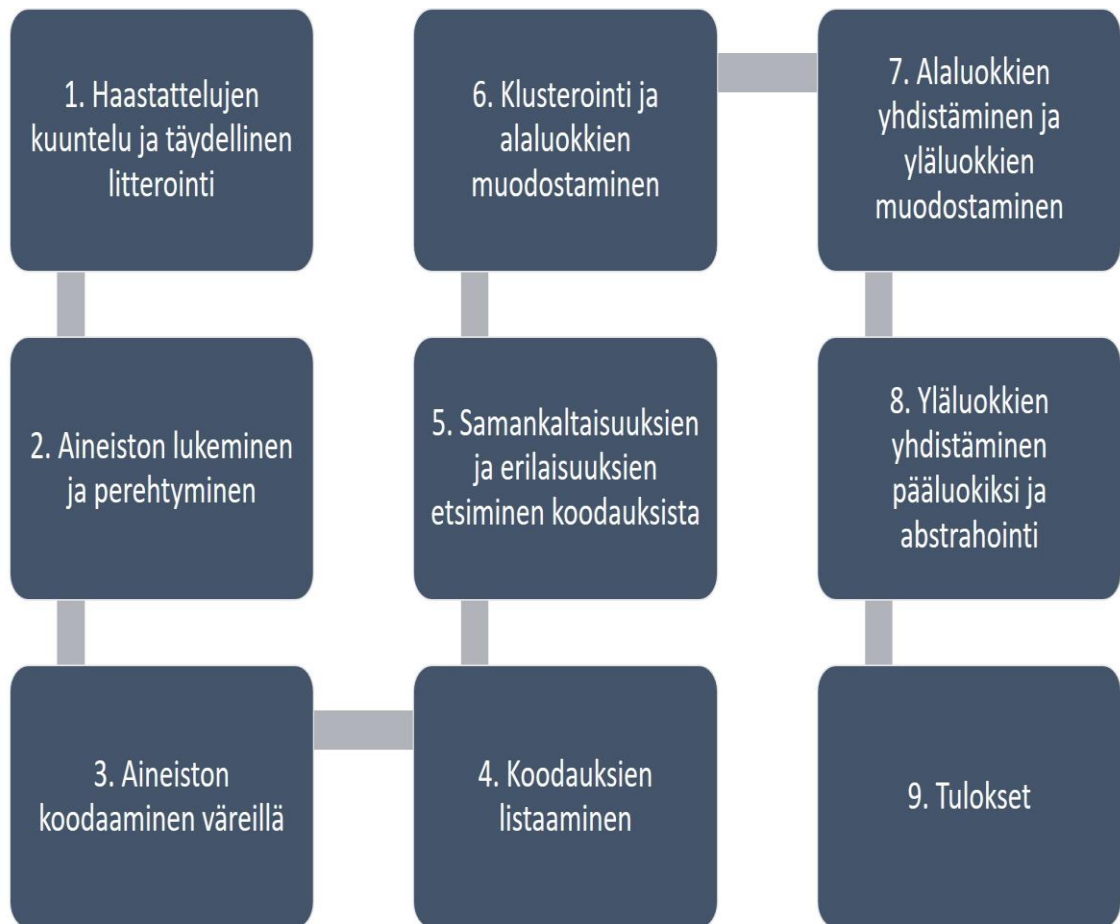 1. Haastattelujen
kuuntelu ja täydellinen
litterointi
2. Aineiston lukeminen
ja perehtyminen
3. Aineiston
koodaaminen väreillä
4. Koodauksien
listaaminen
5. Samankaltaisuuksien
ja erilaisuuksien
etsiminen koodauksista
6. Klusterointi ja
alaluokkien
muodostaminen
7. Alaluokkien
yhdistäminen ja
yläluokkien
muodostaminen
8. Yläluokkien
yhdistäminen
pääluokiksi ja
abstrahointi
9. Tulokset